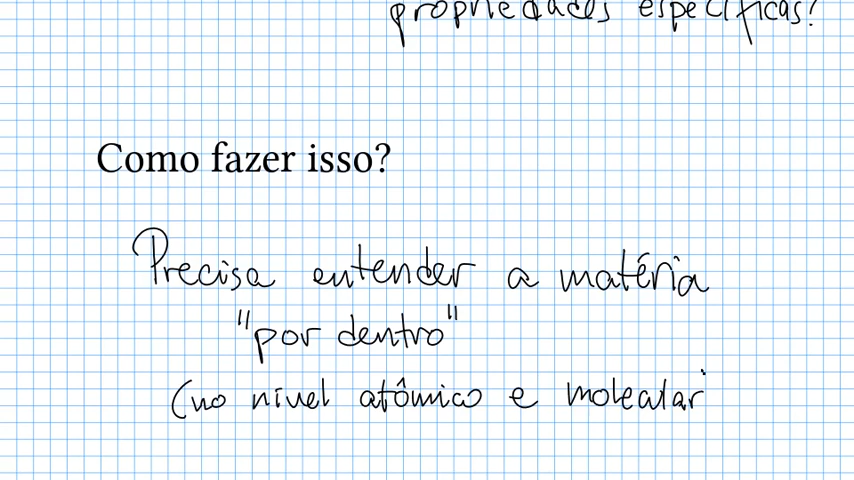 propriedades específicas?
Como fazer isso?
Precisa entender a matéria
"por dentro"
(no nível atômico e molecular